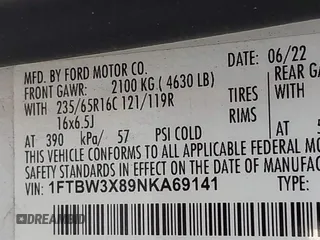 MFD. BY FORD MOTOR CO.
DATE: 06/22
FRONT GAWR: 2100 KG ( 4630 LB)
REAR GA
WITH 235/65R16C 121/119R TIRES WITH
16x6.5J RIMS
AT 390 kPa/ 57 PSI COLD AT
THIS VEHICLE CONFORMS TO ALL APPLICABLE FEDERAL MO
SAFETY STANDARDS IN EFFECT ON THE DATE OF MANUFA
VIN: 1FTBW3X89NKA69141 TYPE:
DREAMBID